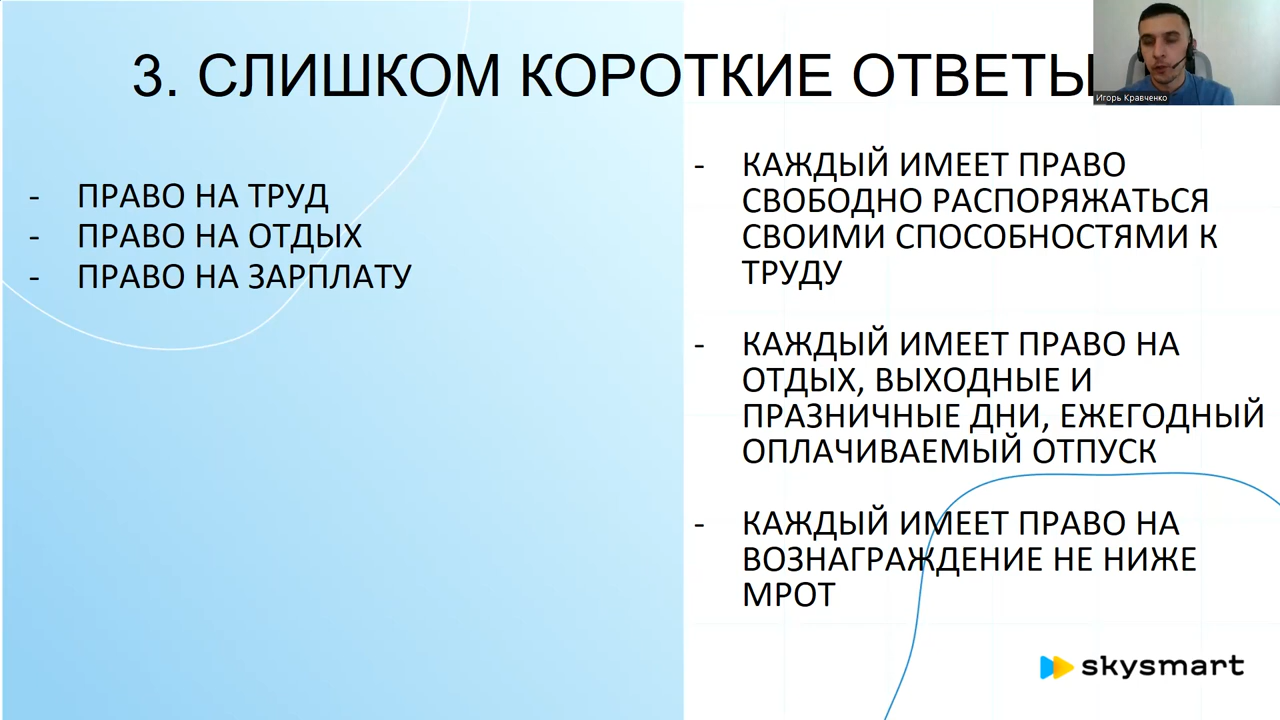 3. СЛИШКОМ КОРОТКИЕ ОТВЕТЫ
Игорь Кравченко
- ПРАВО НА ТРУД
- ПРАВО НА ОТДЫХ
- ПРАВО НА ЗАРПЛАТУ
- КАЖДЫЙ ИМЕЕТ ПРАВО
СВОБОДНО РАСПОРЯЖАТЬСЯ
СВОИМИ СПОСОБНОСТЯМИ К
ТРУДУ
- КАЖДЫЙ ИМЕЕТ ПРАВО НА
ОТДЫХ, ВЫХОДНЫЕ И
ПРАЗНИЧНЫЕ ДНИ, ЕЖЕГОДНЫЙ
ОПЛАЧИВАЕМЫЙ ОТПУСК
- КАЖДЫЙ ИМЕЕТ ПРАВО НА
ВОЗНАГРАЖДЕНИЕ НЕ НИЖЕ
МРОТ
skysmart